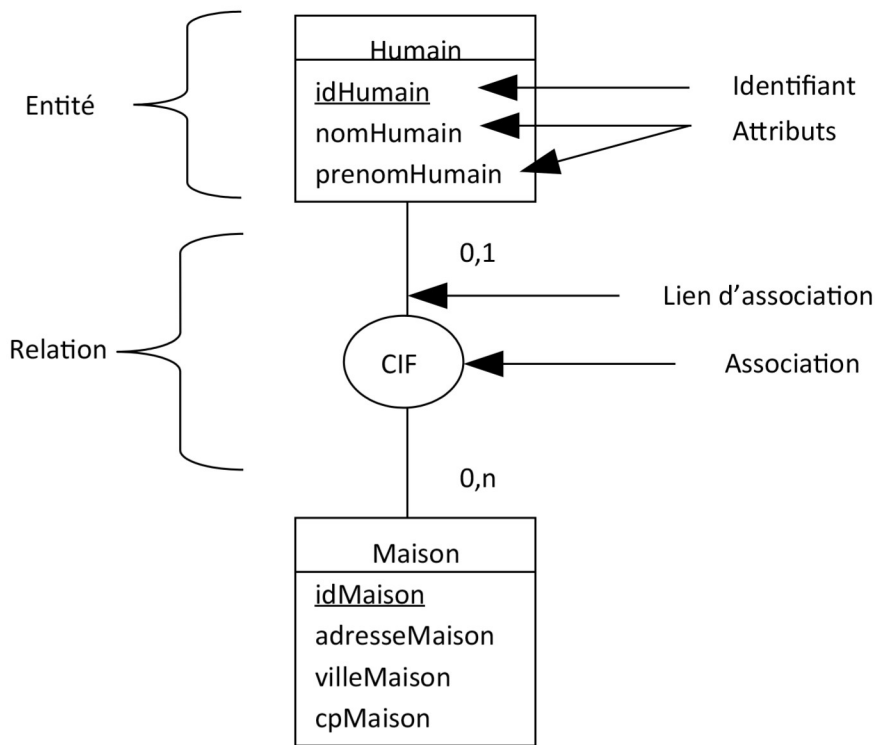 Humain
Entité
idHumain
Identifiant
nomHumain
Attributs
prenomHumain
0,1
Lien d’association
Relation
CIF
Association
0,n
Maison
idMaison
adresseMaison
villeMaison
cpMaison